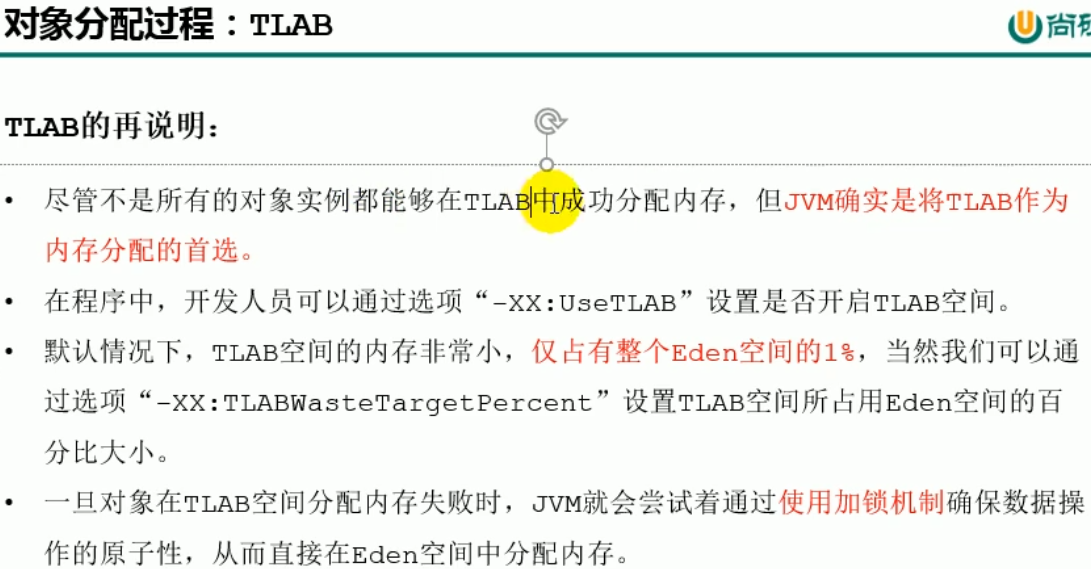 对象分配过程：TLAB
尚
TLAB的再说明：
• 尽管不是所有的对象实例都能够在TLAB中成功分配内存，但JVM确实是将TLAB作为
内存分配的首选。
• 在程序中，开发人员可以通过选项“-XX:UseTLAB”设置是否开启TLAB空间。
• 默认情况下，TLAB空间的内存非常小，仅占有整个Eden空间的1%，当然我们可以通
过选项“-XX:TLABWasteTargetPercent”设置TLAB空间所占用Eden空间的百
分比大小。
• 一旦对象在TLAB空间分配内存失败时，JVM就会尝试着通过使用加锁机制确保数据操
作的原子性，从而直接在Eden空间中分配内存。